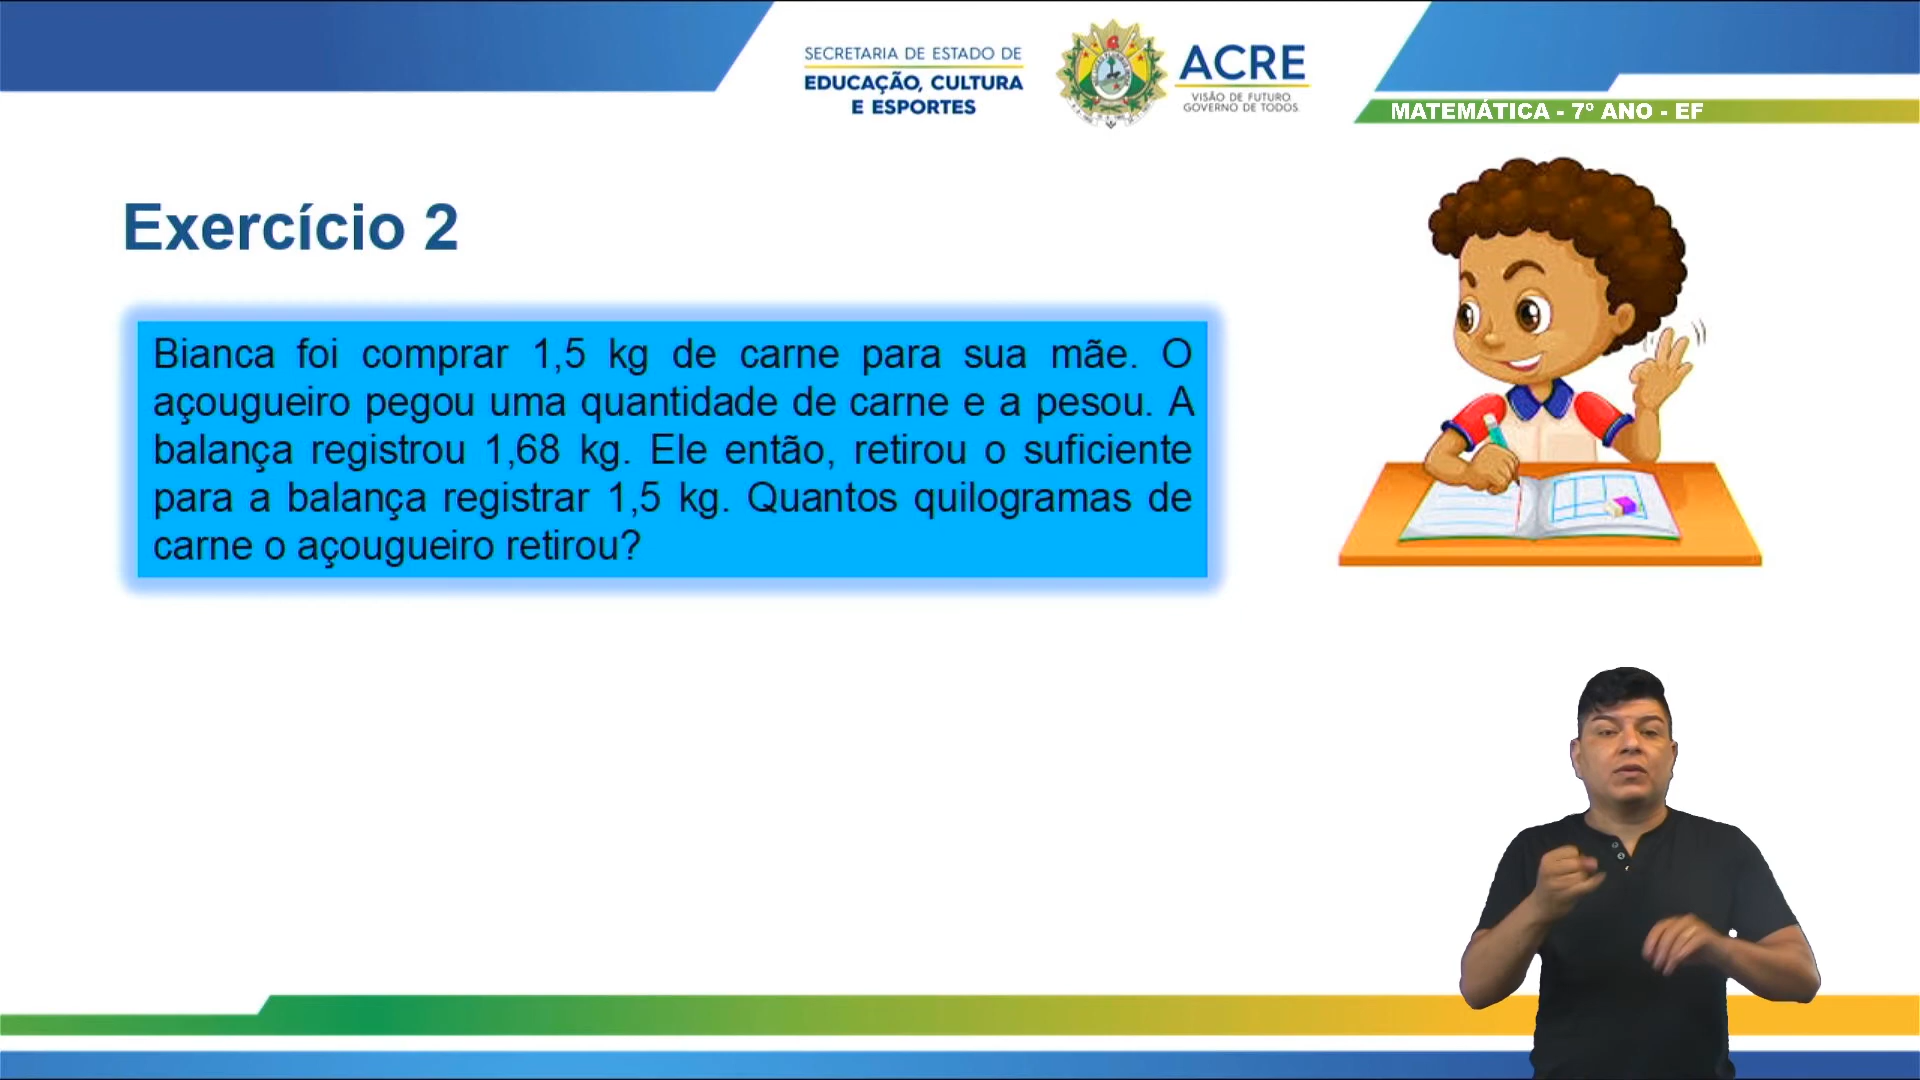 SECRETARIA DE ESTADO DE
EDUCAÇÃO, CULTURA
E ESPORTES
ACRE
VISÃO DE FUTURO.
GOVERNO DE TODOS.
MATEMÁTICA - 7º ANO - EF
Exercício 2
Bianca foi comprar 1,5 kg de carne para sua mãe. O
açougueiro pegou uma quantidade de carne e a pesou. A
balança registrou 1,68 kg. Ele então, retirou o suficiente
para a balança registrar 1,5 kg. Quantos quilogramas de
carne o açougueiro retirou?